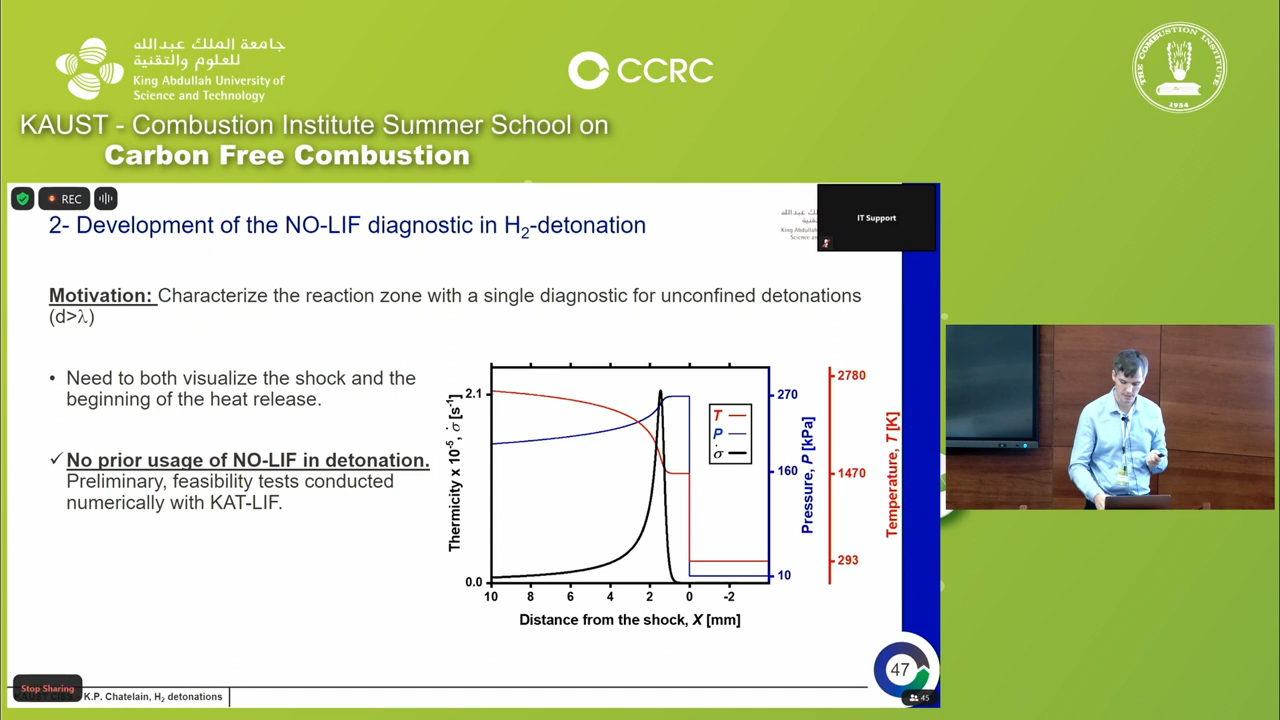 جامعة الملك عبدالله
للعلوم والتقنية
King Abdullah University of
Science and Technology
CCRC
THE COMBUSTION INSTITUTE
1954
KAUST - Combustion Institute Summer School on
Carbon Free Combustion
REC
IT Support
2- Development of the NO-LIF diagnostic in H₂-detonation
Motivation: Characterize the reaction zone with a single diagnostic for unconfined detonations
(d>λ)
• Need to both visualize the shock and the
beginning of the heat release.
✓ No prior usage of NO-LIF in detonation.
Preliminary, feasibility tests conducted
numerically with KAT-LIF.
Thermicity x 10⁻⁵, σ̇ [s⁻¹]
2.1
0.0
10 8 6 4 2 0 -2
Distance from the shock, X [mm]
T
P
σ̇
270
160
10
Pressure, P [kPa]
2780
1470
293
Temperature, T [K]
47
45
Stop Sharing
K.P. Chatelain, H₂ detonations